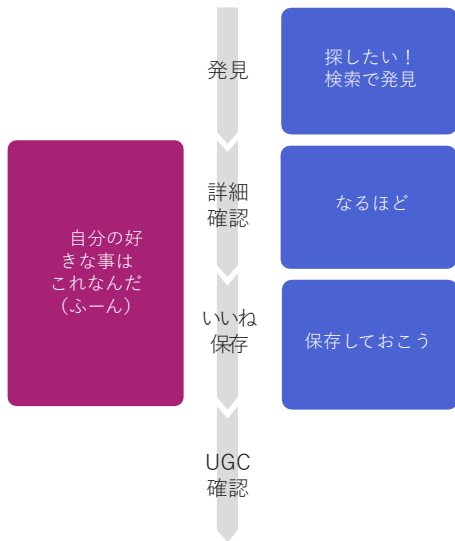 発見
探したい！
検索で発見
自分の好
きな事は
これなんだ
（ふーん）
詳細
確認
なるほど
いいね
保存
保存しておこう
UGC
確認